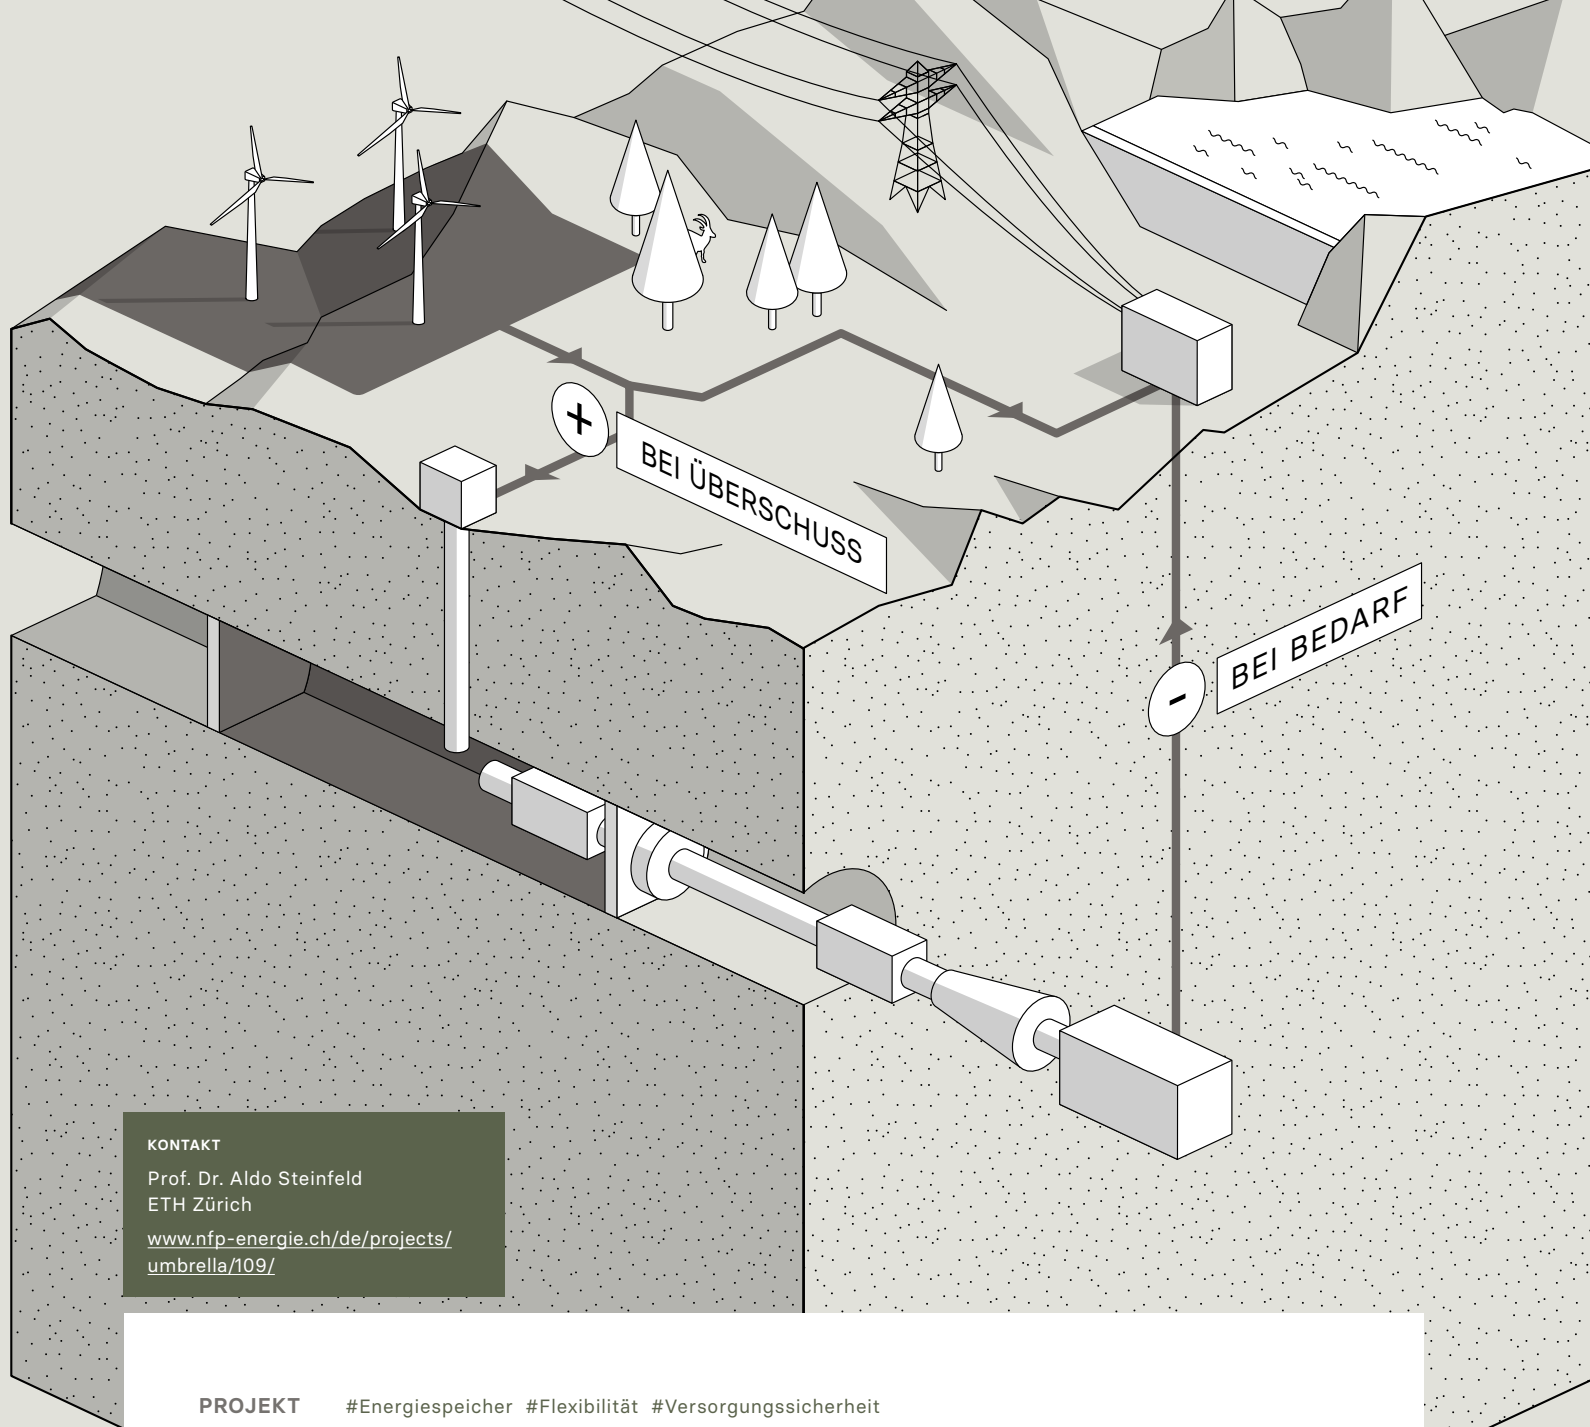 +
BEI ÜBERSCHUSS
BEI BEDARF
-
KONTAKT
Prof. Dr. Aldo Steinfeld
ETH Zürich
www.nfp-energie.ch/de/projects/
umbrella/109/
PROJEKT #Energiespeicher #Flexibilität #Versorgungssicherheit